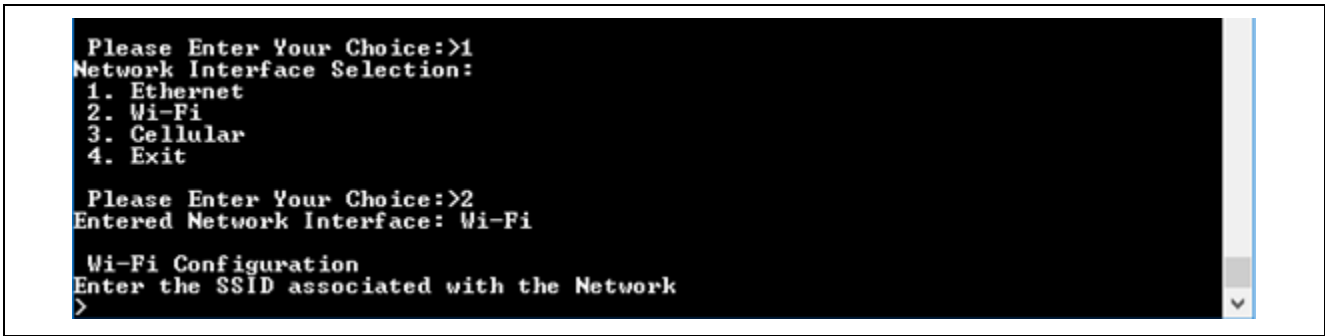 Please Enter Your Choice:>1
Network Interface Selection:
1. Ethernet
2. Wi-Fi
3. Cellular
4. Exit
Please Enter Your Choice:>2
Entered Network Interface: Wi-Fi
Wi-Fi Configuration
Enter the SSID associated with the Network
>